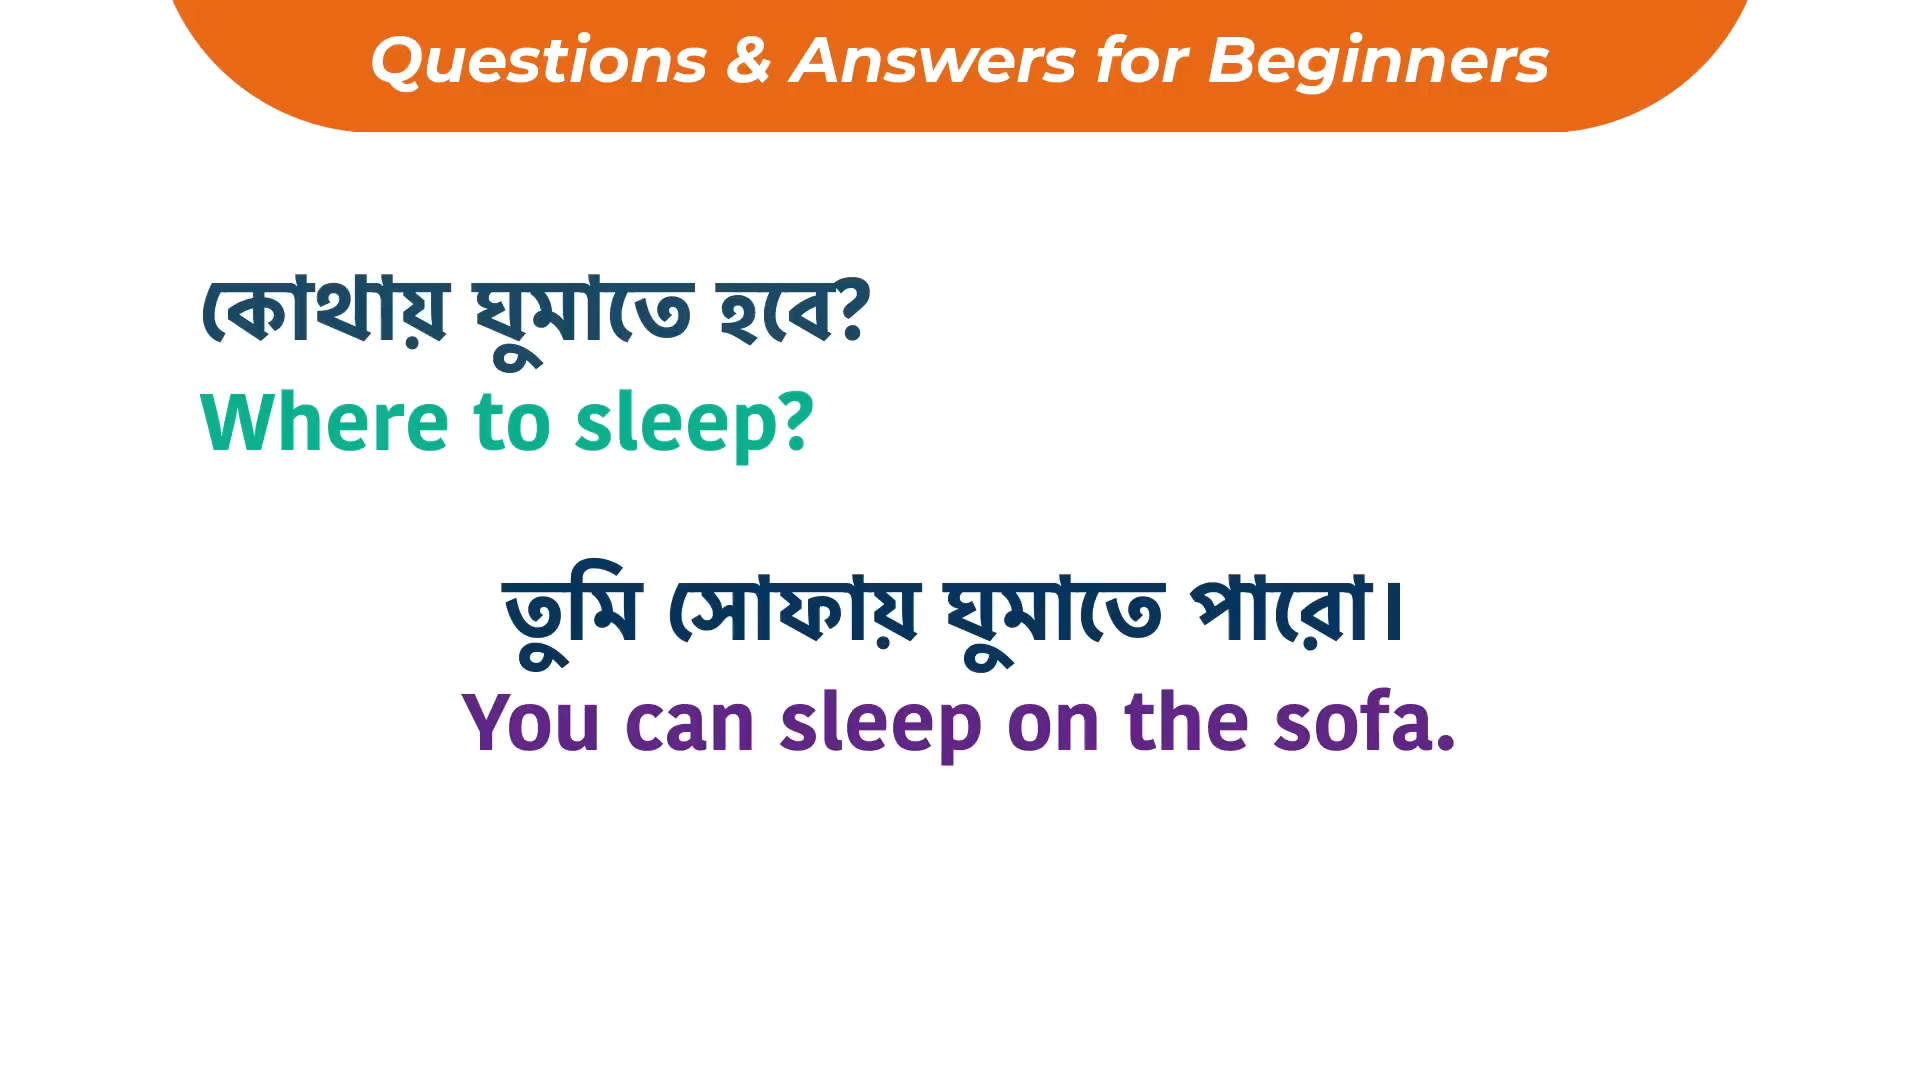 Questions & Answers for Beginners
কোথায় ঘুমাতে হবে?
Where to sleep?
তুমি সোফায় ঘুমাতে পারো।
You can sleep on the sofa.